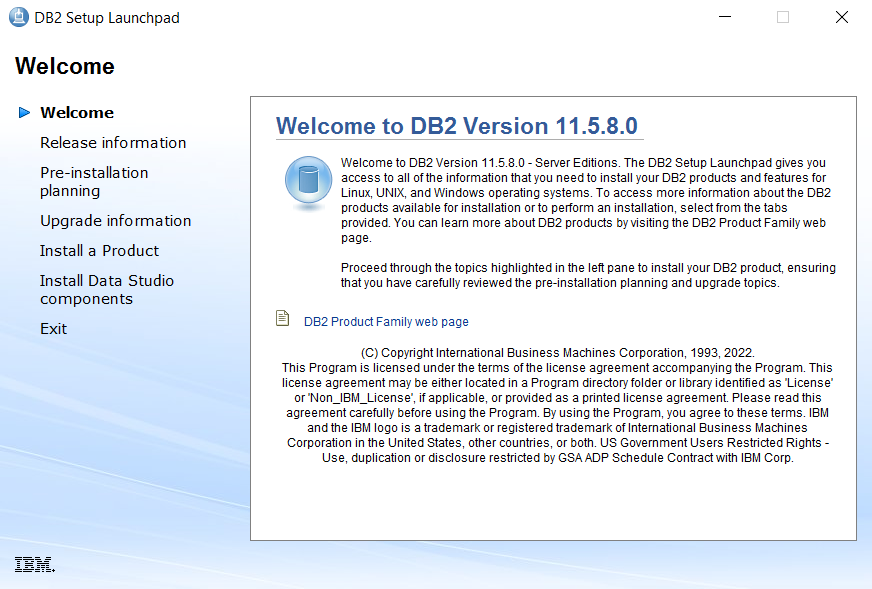 DB2 Setup Launchpad
Welcome
Welcome
Release information
Pre-installation
planning
Upgrade information
Install a Product
Install Data Studio
components
Exit
Welcome to DB2 Version 11.5.8.0
Welcome to DB2 Version 11.5.8.0 - Server Editions. The DB2 Setup Launchpad gives you
access to all of the information that you need to install your DB2 products and features for
Linux, UNIX, and Windows operating systems. To access more information about the DB2
products available for installation or to perform an installation, select from the tabs
provided. You can learn more about DB2 products by visiting the DB2 Product Family web
page.
Proceed through the topics highlighted in the left pane to install your DB2 product, ensuring
that you have carefully reviewed the pre-installation planning and upgrade topics.
DB2 Product Family web page
(C) Copyright International Business Machines Corporation, 1993, 2022.
This Program is licensed under the terms of the license agreement accompanying the Program. This
license agreement may be either located in a Program directory folder or library identified as 'License'
or 'Non_IBM_License', if applicable, or provided as a printed license agreement. Please read this
agreement carefully before using the Program. By using the Program, you agree to these terms. IBM
and the IBM logo is a trademark or registered trademark of International Business Machines
Corporation in the United States, other countries, or both. US Government Users Restricted Rights -
Use, duplication or disclosure restricted by GSA ADP Schedule Contract with IBM Corp.
IBM.